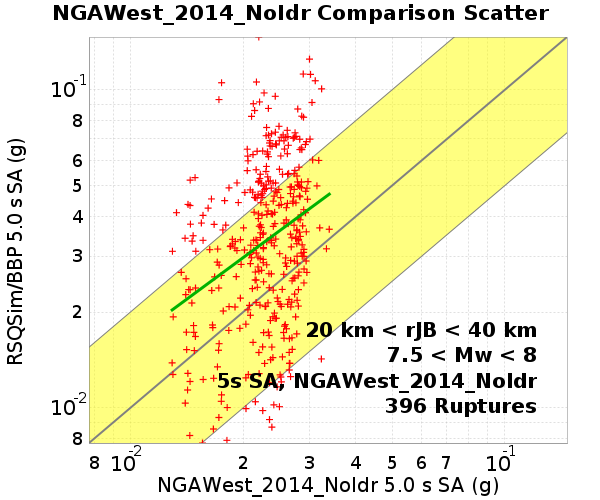 NGAWest_2014_NoIdr Comparison Scatter
RSQSim/BBP 5.0 s SA (g)
10-1
8
6
5
4
3
2
10-2
8
20 km < rJB < 40 km
7.5 < Mw < 8
5s SA, NGAWest_2014_NoIdr
396 Ruptures
8 10-2 2 3 4 5 6 7 10-1
NGAWest_2014_NoIdr 5.0 s SA (g)